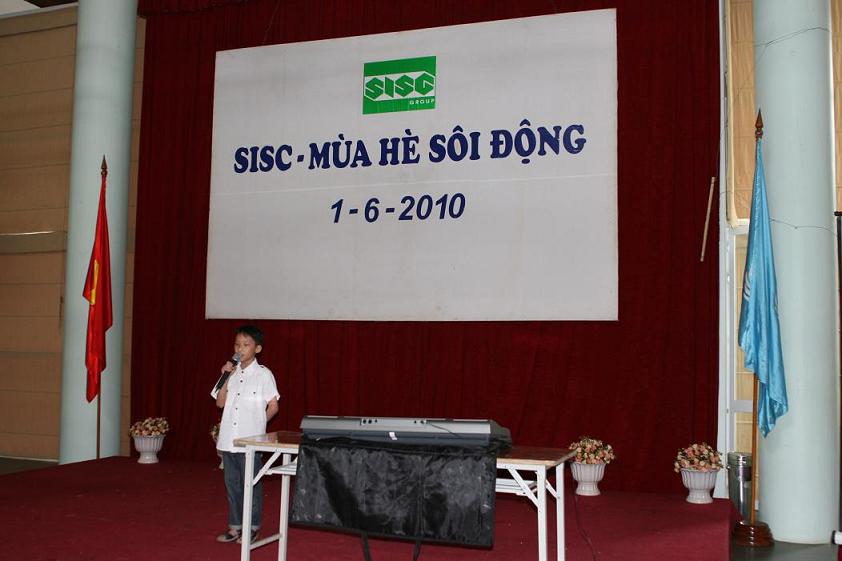 SISC
GROUP
SISC - MÙA HÈ SÔI ĐỘNG
1 - 6 - 2010